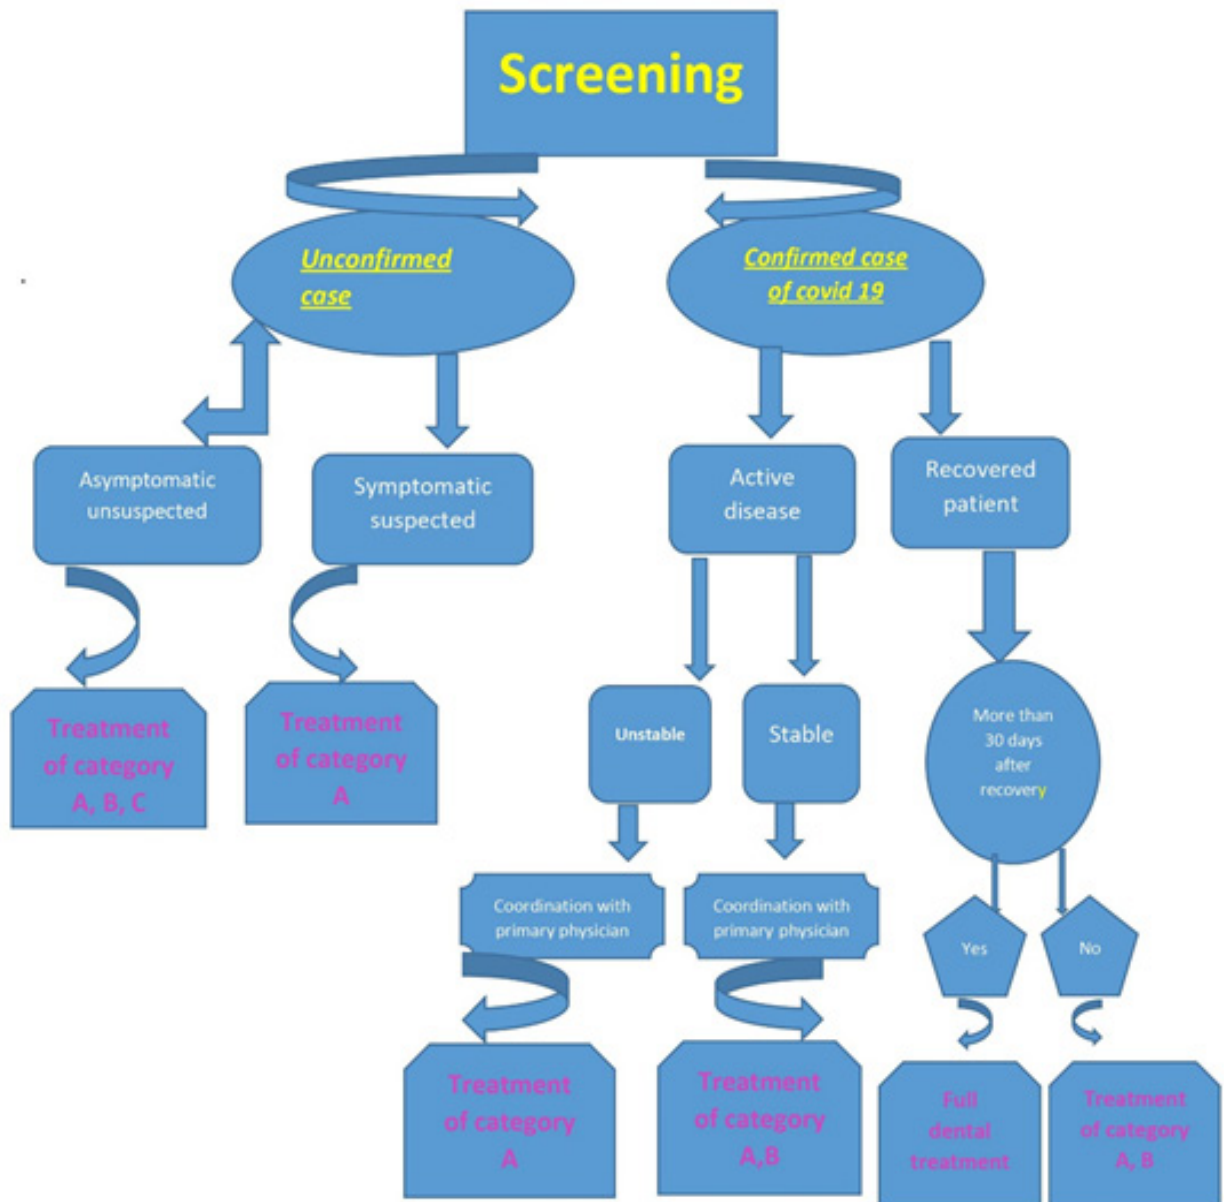 Screening
Unconfirmed
case
Confirmed case
of covid 19
Asymptomatic
unsuspected
Symptomatic
suspected
Active
disease
Recovered
patient
Treatment
of category
A, B, C
Treatment
of category
A
Unstable
Stable
More than
30 days
after
recovery
Coordination with
primary physician
Coordination with
primary physician
Yes
No
Treatment
of category
A
Treatment
of category
A,B
Full
dental
treatment
Treatment
of category
A, B